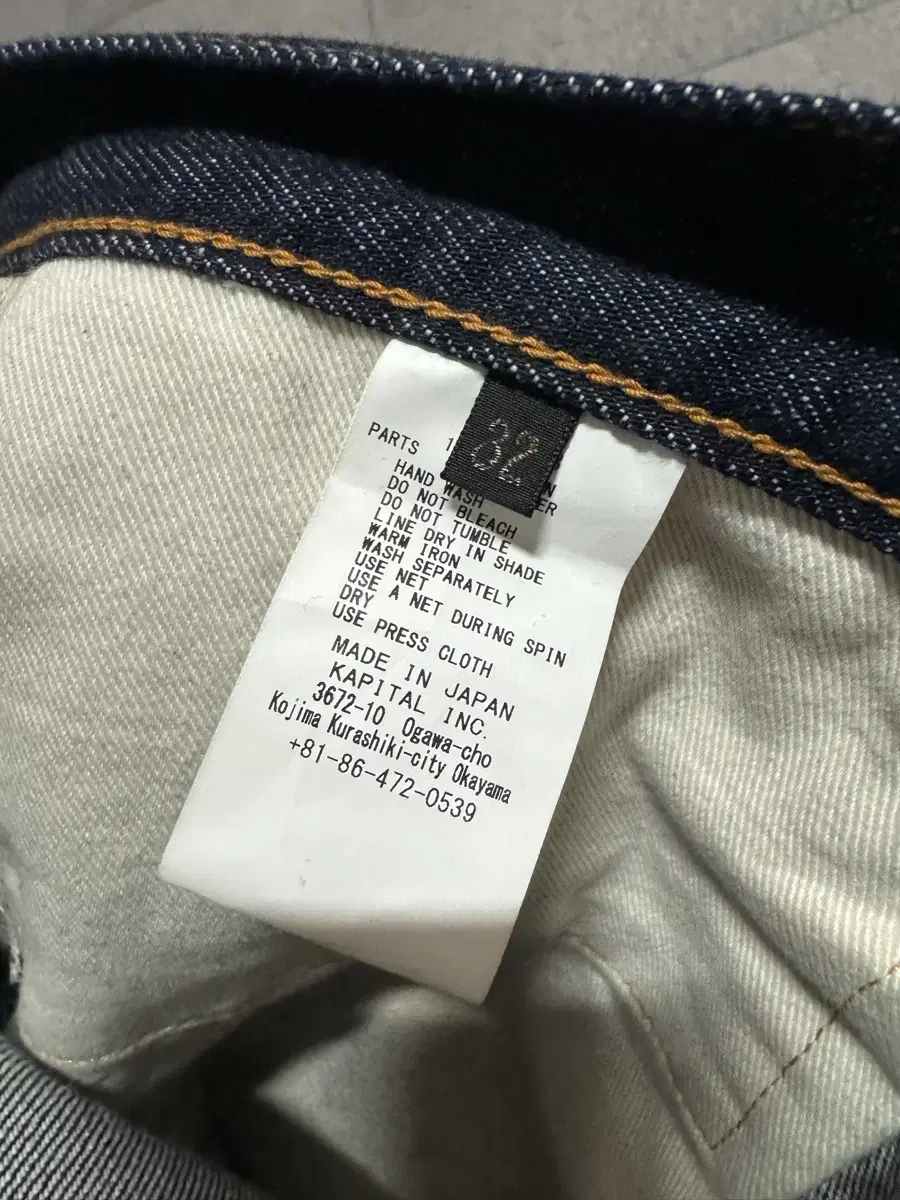 32
PARTS
HAND WASH
DO NOT BLEACH
DO NOT TUMBLE
LINE DRY IN SHADE
WARM IRON
WASH SEPARATELY
USE NET
USE A NET DURING SPIN
DRY
USE PRESS CLOTH
MADE IN JAPAN
KAPITAL INC.
3672-10 Ogawa-cho
Kojima Kurashiki-city Okayama
+81-86-472-0539